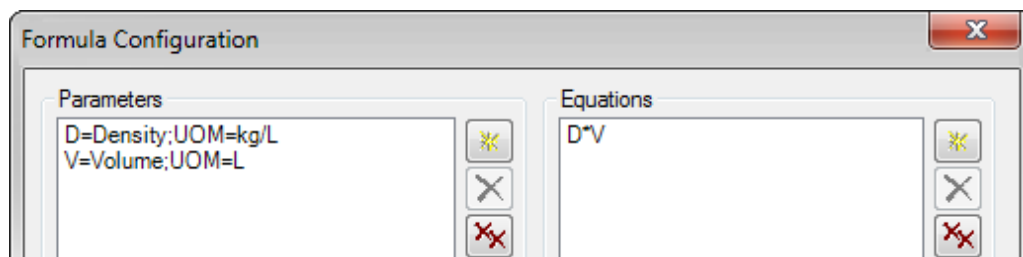 Formula Configuration
Parameters
D=Density;UOM=kg/L
V=Volume;UOM=L
Equations
D*V